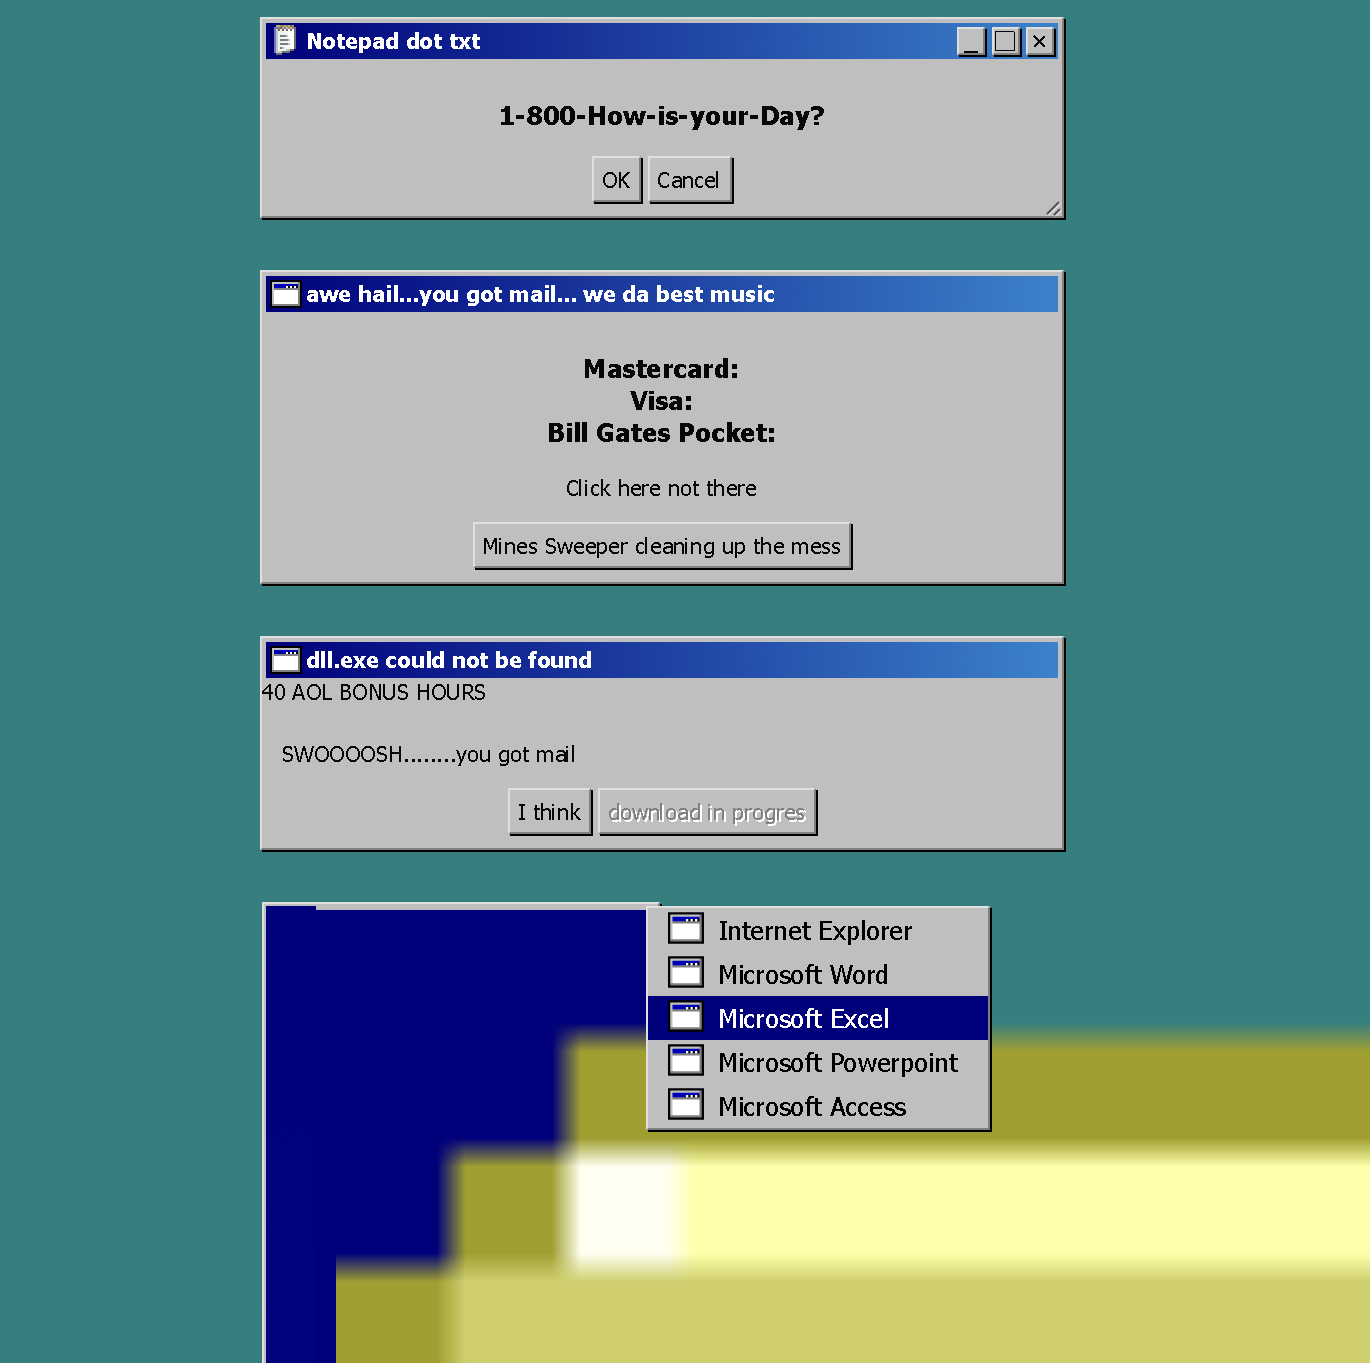 Notepad dot txt
1-800-How-is-your-Day?
OK Cancel
awe hail...you got mail... we da best music
Mastercard:
Visa:
Bill Gates Pocket:
Click here not there
Mines Sweeper cleaning up the mess
dll.exe could not be found
40 AOL BONUS HOURS
SWOOOOSH........you got mail
I think download in progres
Internet Explorer
Microsoft Word
Microsoft Excel
Microsoft Powerpoint
Microsoft Access